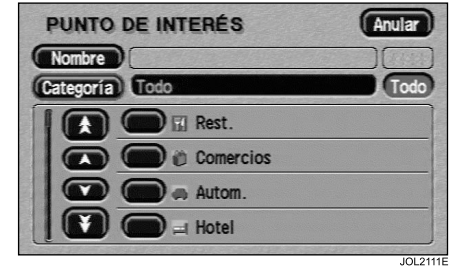 PUNTO DE INTERÉS Anular
Nombre
Categoría Todo Todo
Rest.
Comercios
Autom.
Hotel
JOL2111E